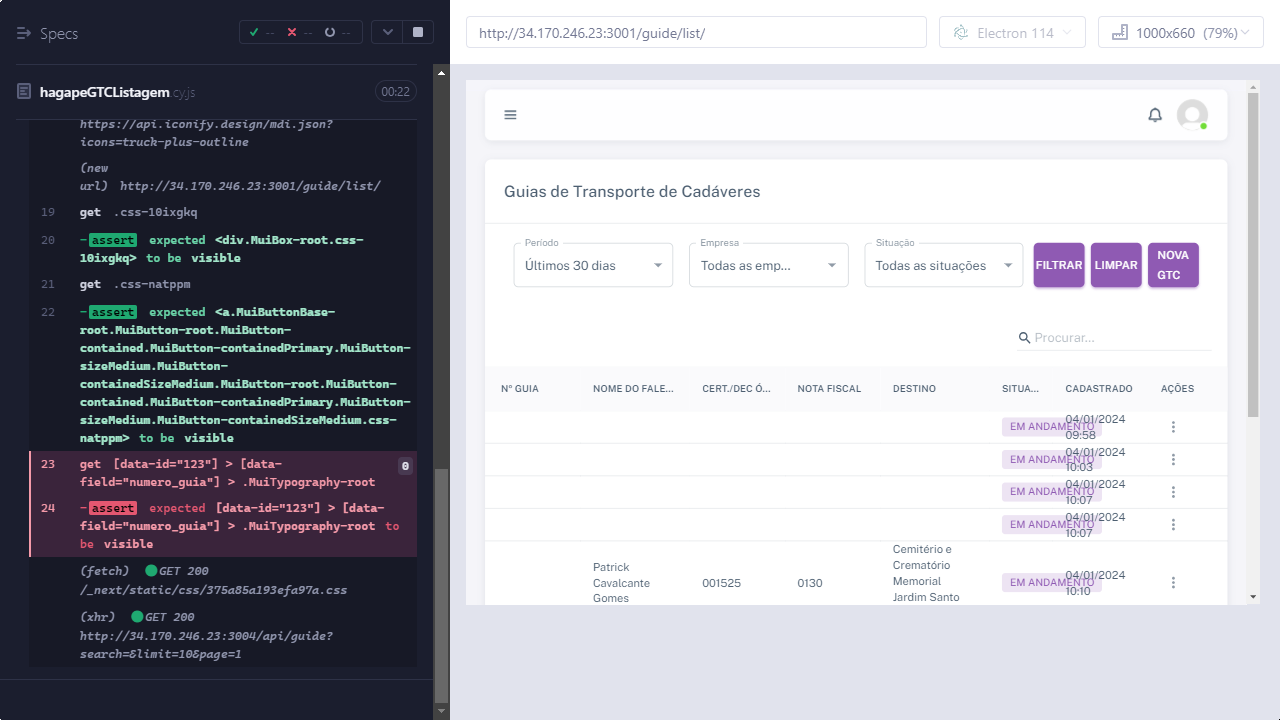 Specs
--
--
--
hagapeGTCListagem.cy.js
00:22
https://api.iconify.design/mdi.json?
icons=truck-plus-outline
(new
url) http://34.170.246.23:3001/guide/list/
19 get .css-10ixgkq
20 -assert expected <div.MuiBox-root.css-
10ixgkq> to be visible
21 get .css-natppm
22 -assert expected <a.MuiButtonBase-
root.MuiButton-root.MuiButton-
contained.MuiButton-containedPrimary.MuiButton-
sizeMedium.MuiButton-
containedSizeMedium.MuiButton-root.MuiButton-
contained.MuiButton-containedPrimary.MuiButton-
sizeMedium.MuiButton-containedSizeMedium.css-
natppm> to be visible
23 get [data-id="123"] > [data-
field="numero_guia"] > .MuiTypography-root
0
24 -assert expected [data-id="123"] > [data-
field="numero_guia"] > .MuiTypography-root to
be visible
(fetch) GET 200
/_next/static/css/375a85a193efa97a.css
(xhr) GET 200
http://34.170.246.23:3004/api/guide?
search=&limit=10&page=1
http://34.170.246.23:3001/guide/list/
Electron 114
1000x660 (79%)
Guias de Transporte de Cadáveres
Período
Últimos 30 dias
Empresa
Todas as emp...
Situação
Todas as situações
FILTRAR
LIMPAR
NOVA
GTC
Procurar...
Nº GUIA
NOME DO FALE...
CERT./DEC Ó...
NOTA FISCAL
DESTINO
SITUA...
CADASTRADO
AÇÕES
EM ANDAMENTO
04/01/2024
09:58
EM ANDAMENTO
04/01/2024
10:03
EM ANDAMENTO
04/01/2024
10:07
EM ANDAMENTO
04/01/2024
10:07
Patrick
Cavalcante
Gomes
001525
0130
Cemitério e
Crematório
Memorial
Jardim Santo
EM ANDAMENTO
04/01/2024
10:10